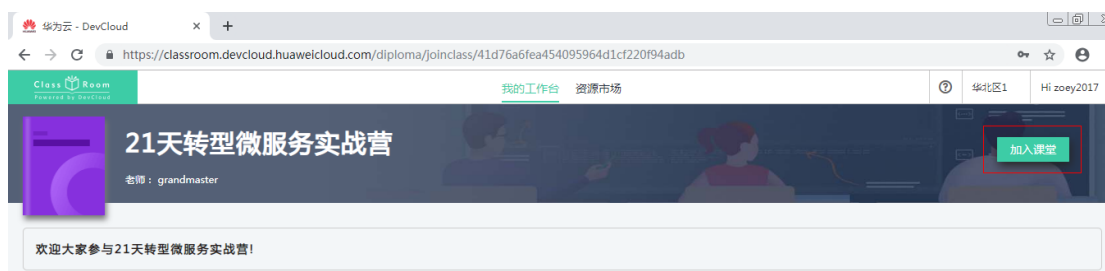 华为云 - DevCloud
https://classroom.devcloud.huaweicloud.com/diploma/joinclass/41d76a6fea454095964d1cf220f94adb
Class Room
Powered by DevCloud
我的工作台 资源市场
华北区1 Hi zoey2017
21天转型微服务实战营
加入课堂
老师： grandmaster
欢迎大家参与21天转型微服务实战营!